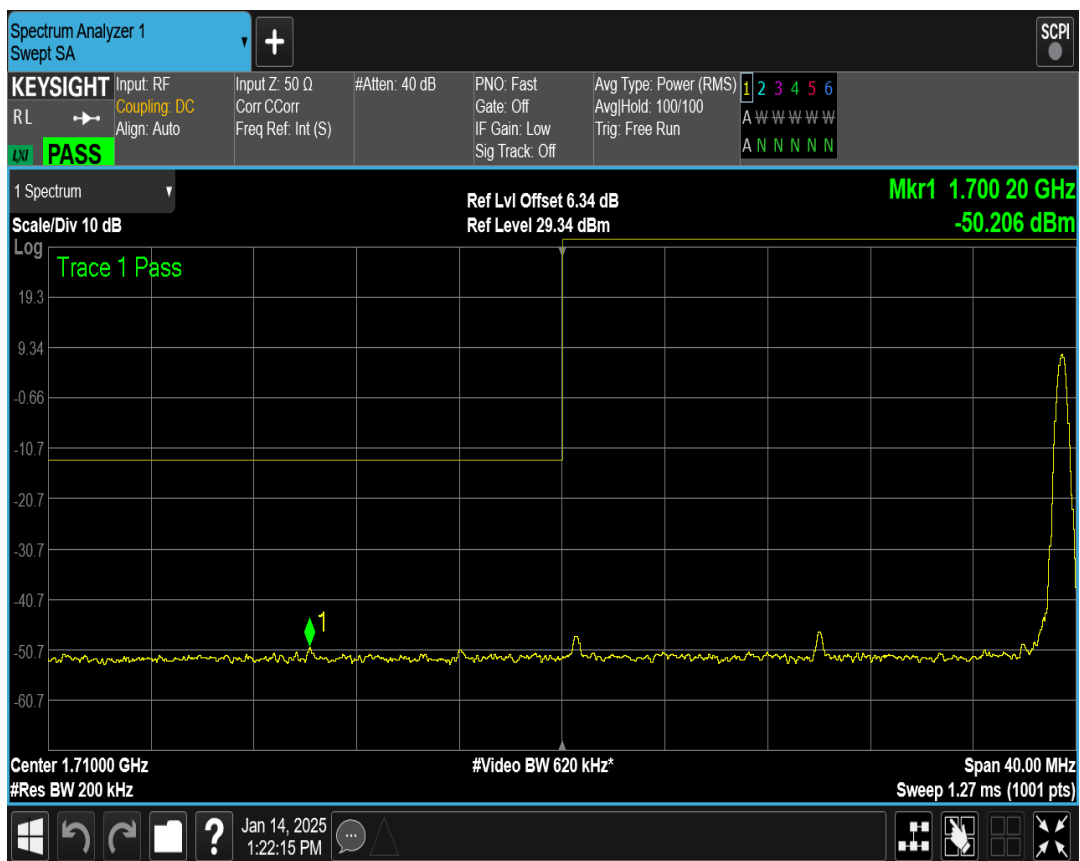 Spectrum Analyzer 1
Swept SA
SCPI
KEYSIGHT
RL
LXI PASS
Input: RF
Coupling: DC
Align: Auto
Input Z: 50 Ω
Corr CCorr
Freq Ref: Int (S)
#Atten: 40 dB
PNO: Fast
Gate: Off
IF Gain: Low
Sig Track: Off
Avg Type: Power (RMS)
Avg|Hold: 100/100
Trig: Free Run
1 2 3 4 5 6
A W W W W W
A N N N N N
1 Spectrum
Scale/Div 10 dB
Ref Lvl Offset 6.34 dB
Ref Level 29.34 dBm
Mkr1 1.700 20 GHz
-50.206 dBm
Log
Trace 1 Pass
19.3
9.34
-0.66
-10.7
-20.7
-30.7
-40.7
1
-50.7
-60.7
Center 1.71000 GHz
#Res BW 200 kHz
#Video BW 620 kHz*
Span 40.00 MHz
Sweep 1.27 ms (1001 pts)
?
Jan 14, 2025
1:22:15 PM